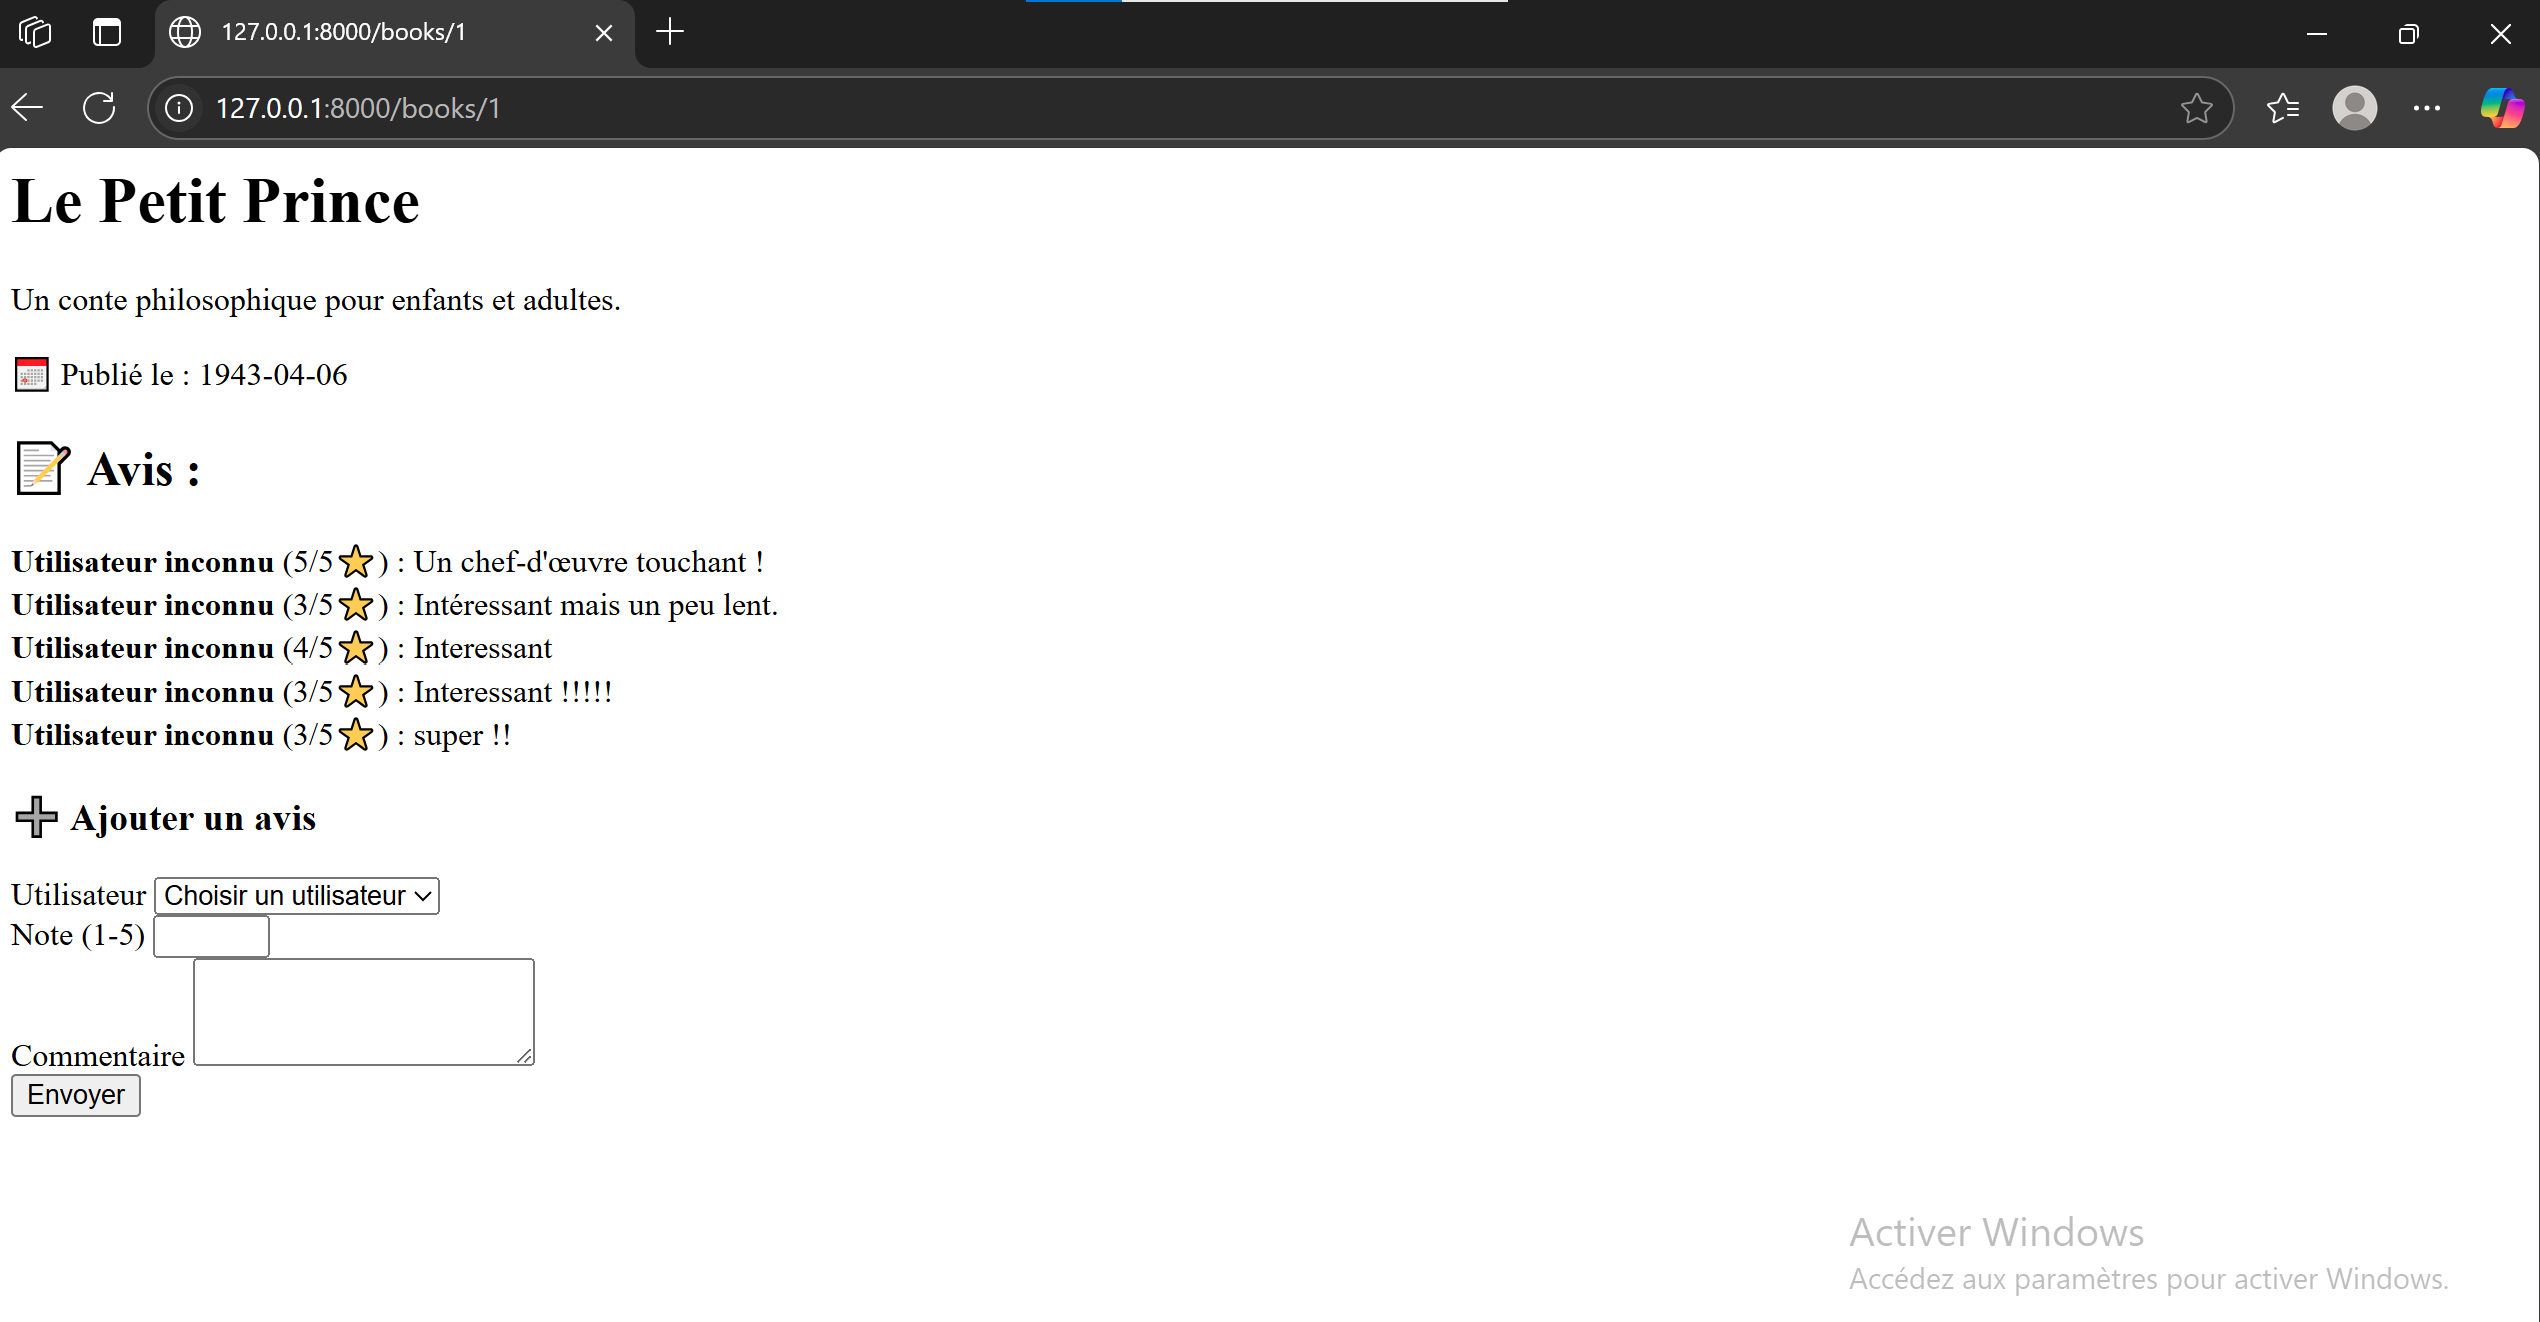 127.0.0.1:8000/books/1
127.0.0.1:8000/books/1
Le Petit Prince
Un conte philosophique pour enfants et adultes.
Publié le : 1943-04-06
Avis :
Utilisateur inconnu (5/5⭐) : Un chef-d'œuvre touchant !
Utilisateur inconnu (3/5⭐) : Intéressant mais un peu lent.
Utilisateur inconnu (4/5⭐) : Interessant
Utilisateur inconnu (3/5⭐) : Interessant !!!!!
Utilisateur inconnu (3/5⭐) : super !!
Ajouter un avis
Utilisateur Choisir un utilisateur
Note (1-5)
Commentaire
Envoyer
Activer Windows
Accédez aux paramètres pour activer Windows.